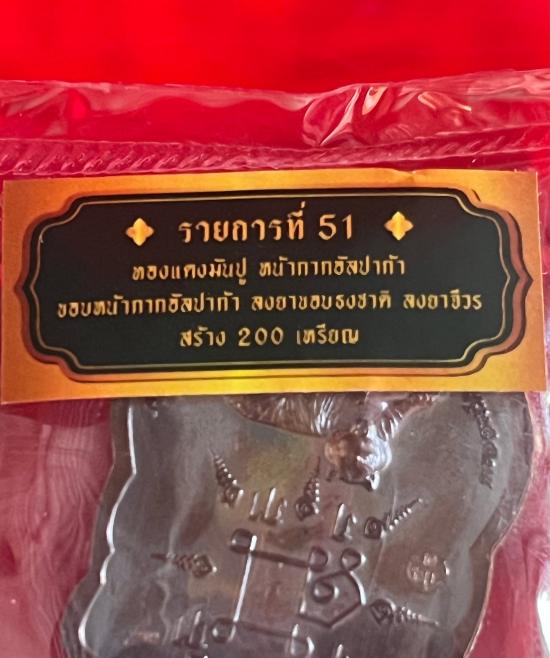 รายการที่ 51
ทองแดงมันปู หน้ากากอัลปาก้า
ขอบหน้ากากอัลปาก้า ลงยาขอบธงชาติ ลงยาจีวร
สร้าง 200 เหรียญ